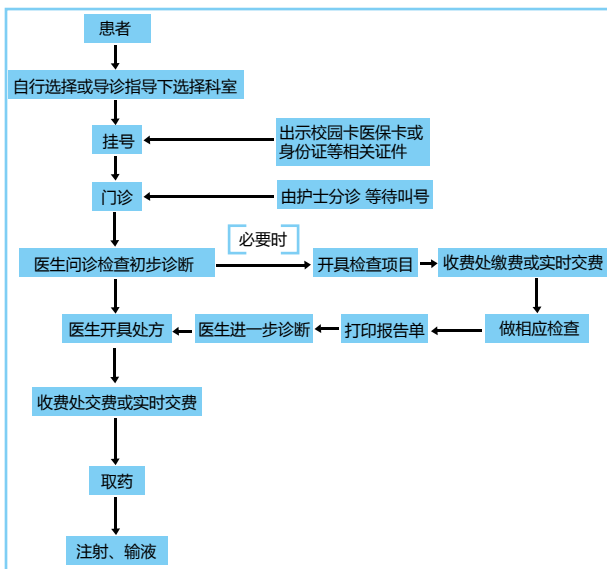 患者
自行选择或导诊指导下选择科室
挂号
出示校园卡医保卡或
身份证等相关证件
门诊
由护士分诊 等待叫号
必要时
医生问诊检查初步诊断
开具检查项目
收费处缴费或实时交费
医生开具处方
医生进一步诊断
打印报告单
做相应检查
收费处交费或实时交费
取药
注射、输液